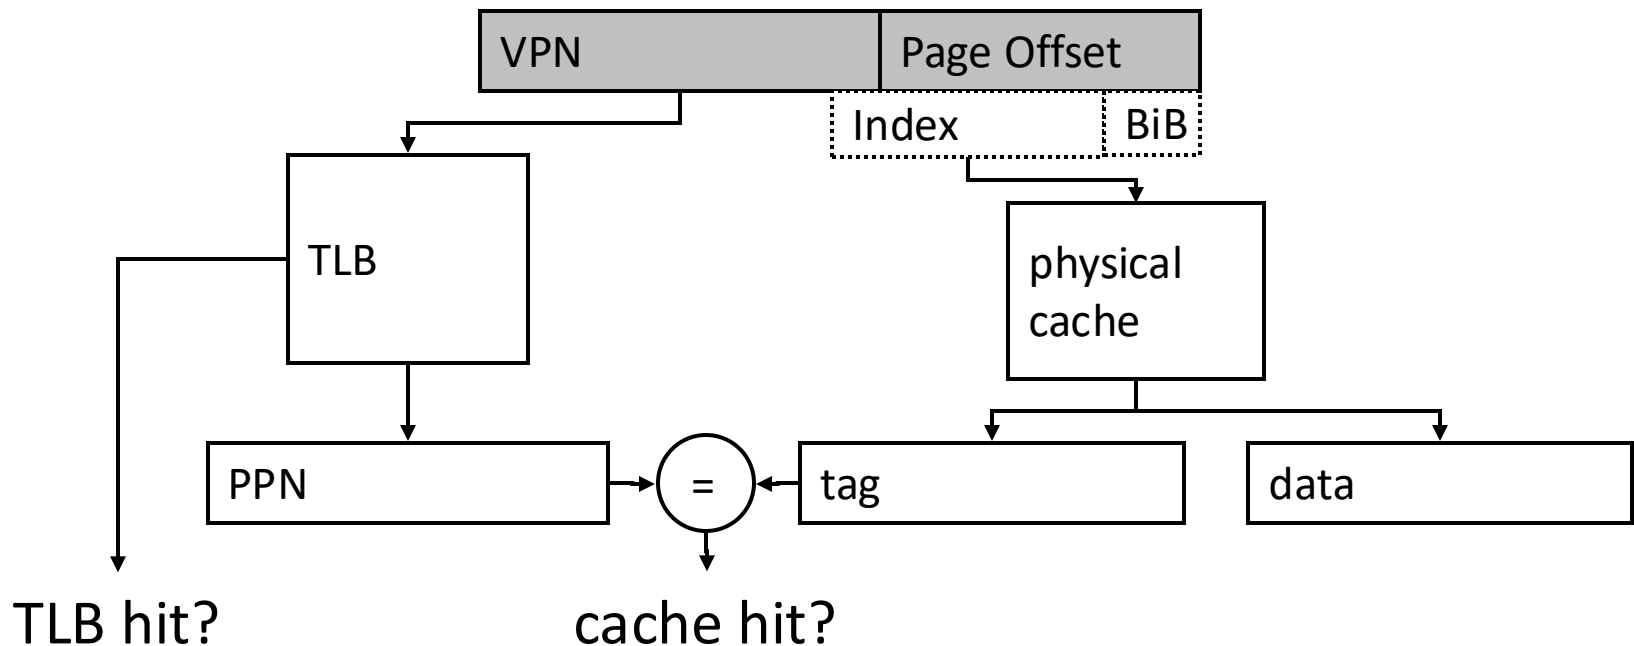 VPN
Page Offset
Index
BiB
TLB
physical
cache
PPN
=
tag
data
TLB hit?
cache hit?